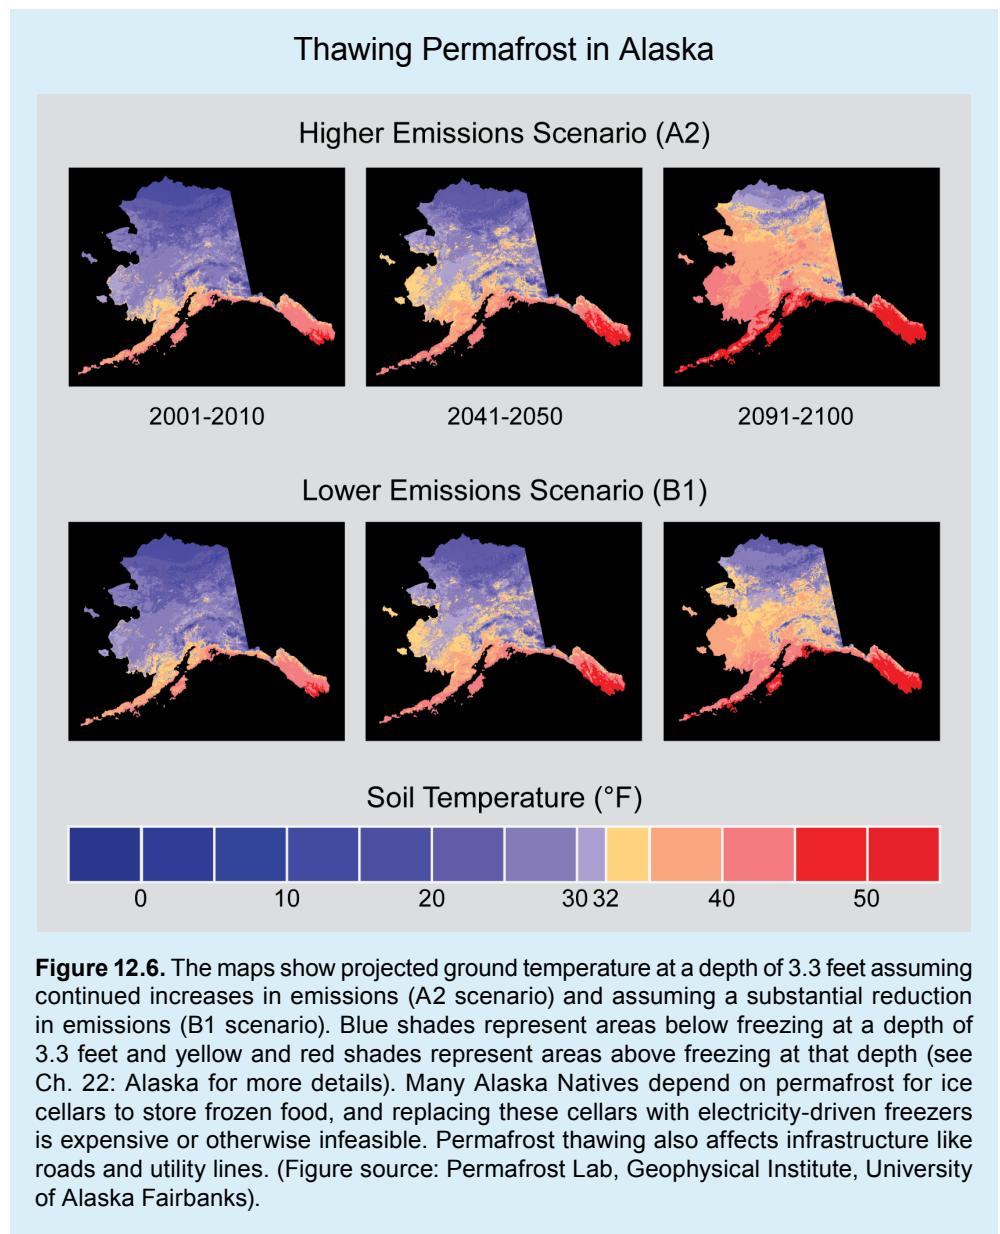 Thawing Permafrost in Alaska
Higher Emissions Scenario (A2)
2001-2010 2041-2050 2091-2100
Lower Emissions Scenario (B1)
Soil Temperature (°F)
0 10 20 30 32 40 50
Figure 12.6. The maps show projected ground temperature at a depth of 3.3 feet assuming
continued increases in emissions (A2 scenario) and assuming a substantial reduction
in emissions (B1 scenario). Blue shades represent areas below freezing at a depth of
3.3 feet and yellow and red shades represent areas above freezing at that depth (see
Ch. 22: Alaska for more details). Many Alaska Natives depend on permafrost for ice
cellars to store frozen food, and replacing these cellars with electricity-driven freezers
is expensive or otherwise infeasible. Permafrost thawing also affects infrastructure like
roads and utility lines. (Figure source: Permafrost Lab, Geophysical Institute, University
of Alaska Fairbanks).